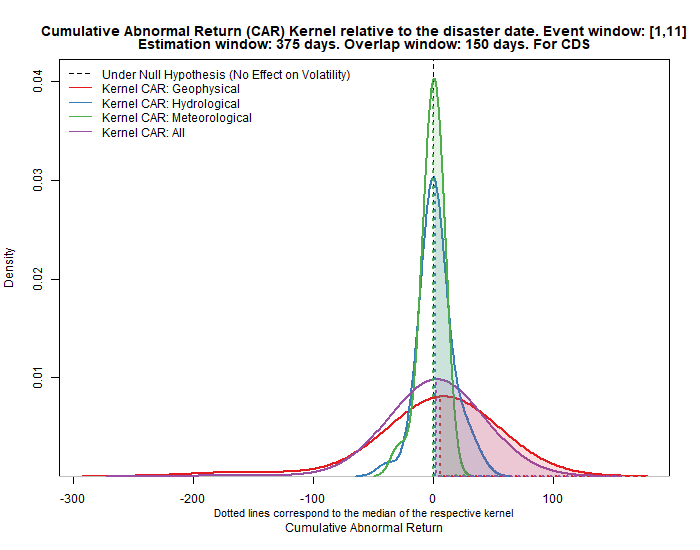 Cumulative Abnormal Return (CAR) Kernel relative to the disaster date. Event window: [1,11]
Estimation window: 375 days. Overlap window: 150 days. For CDS
Under Null Hypothesis (No Effect on Volatility)
Kernel CAR: Geophysical
Kernel CAR: Hydrological
Kernel CAR: Meteorological
Kernel CAR: All
0.04
0.03
0.02
0.01
Density
-300 -200 -100 0 100
Dotted lines correspond to the median of the respective kernel
Cumulative Abnormal Return